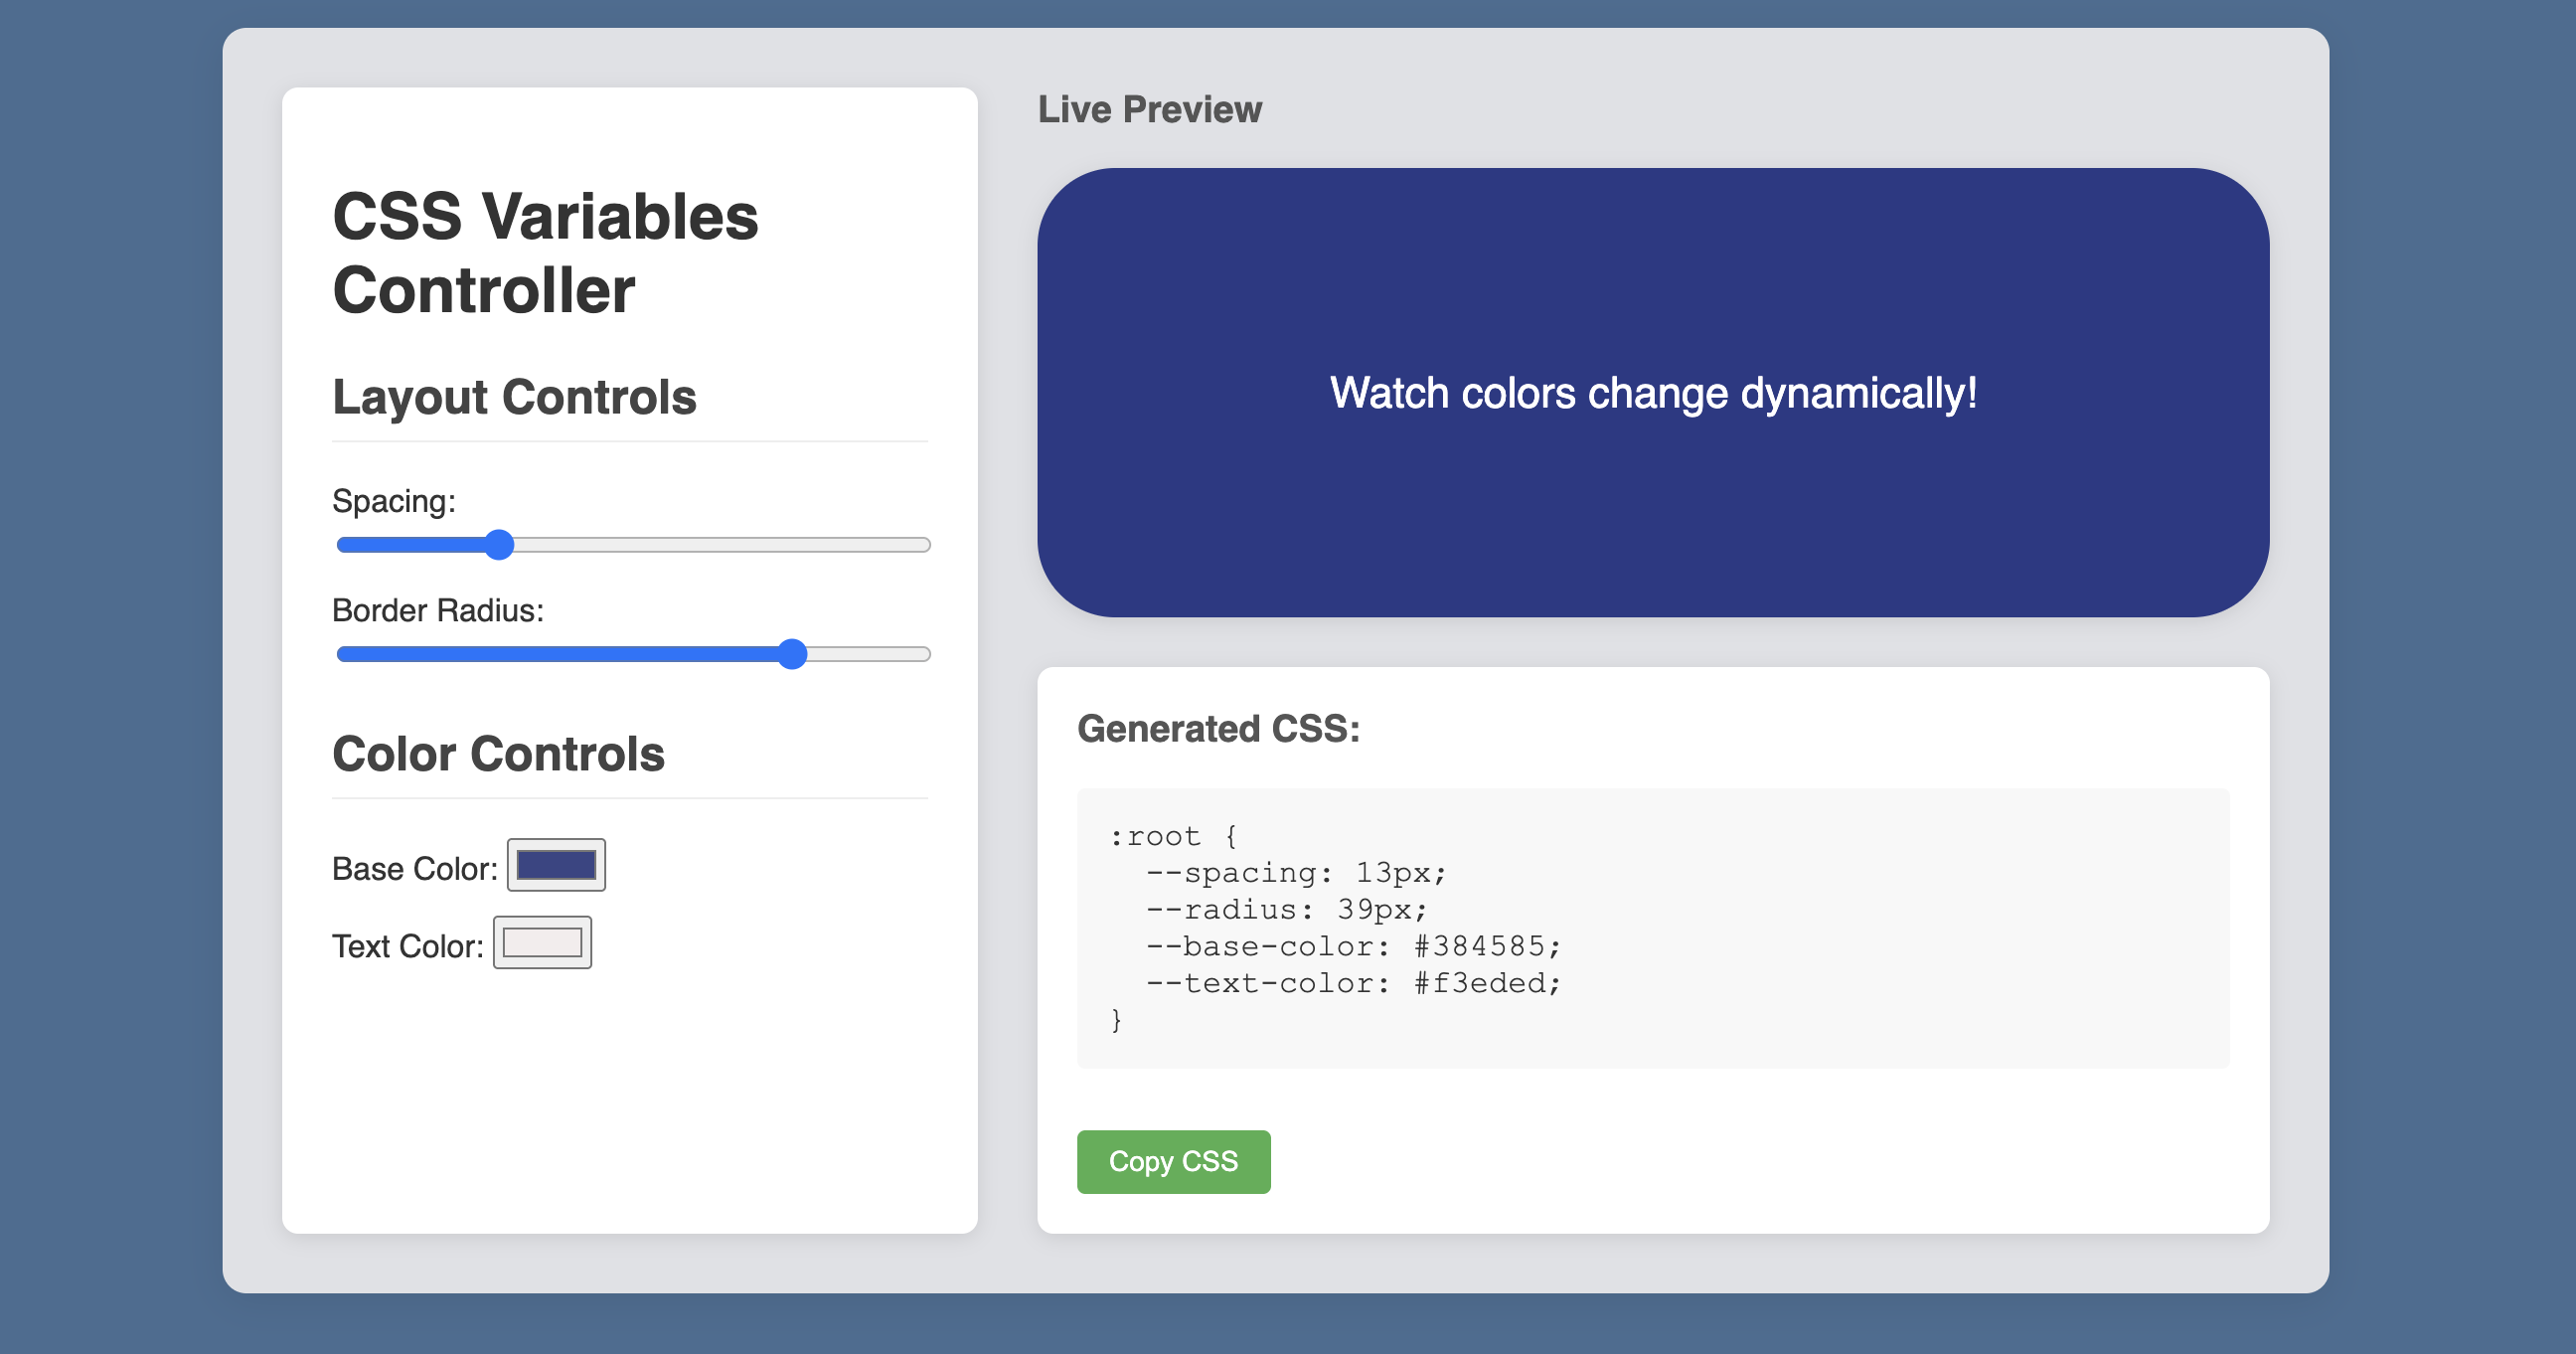 CSS Variables
Controller
Layout Controls
Spacing:
Border Radius:
Color Controls
Base Color:
Text Color:
Live Preview
Watch colors change dynamically!
Generated CSS:
:root {
  --spacing: 13px;
  --radius: 39px;
  --base-color: #384585;
  --text-color: #f3eded;
}
Copy CSS